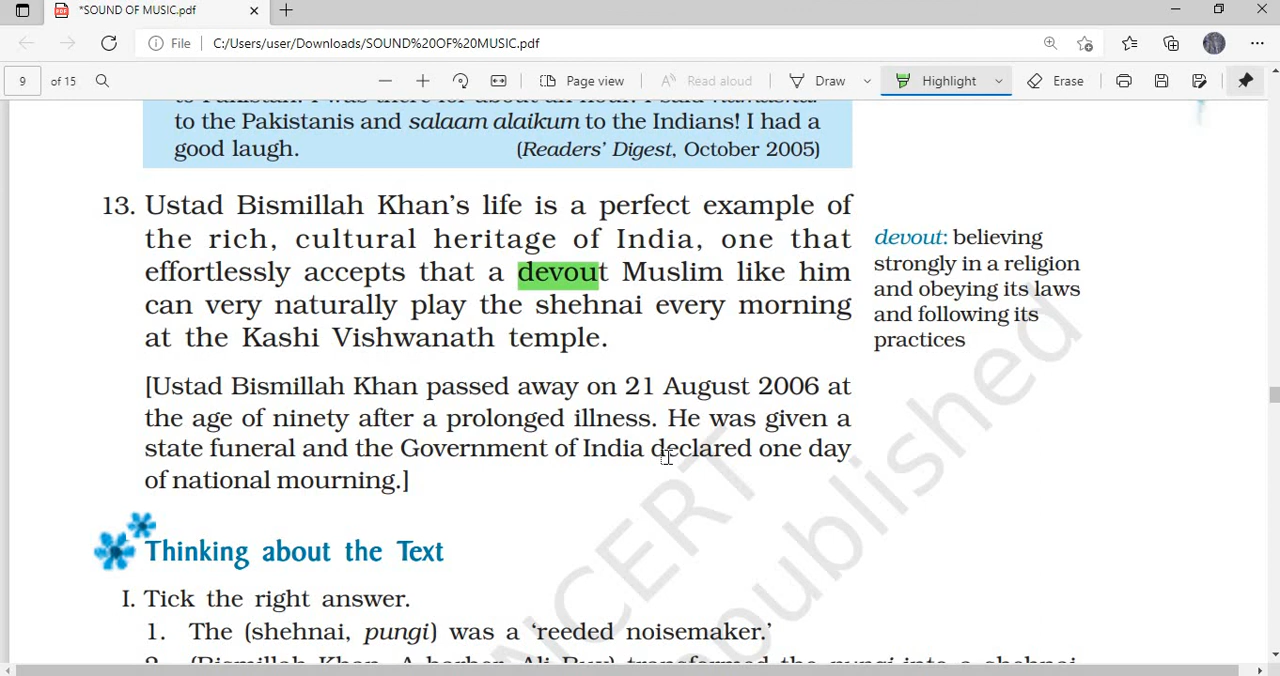 *SOUND OF MUSIC.pdf
File C:/Users/user/Downloads/SOUND%20OF%20MUSIC.pdf
9 of 15 Page view Read aloud Draw Highlight Erase
to the Pakistanis and salaam alaikum to the Indians! I had a
good laugh. (Readers' Digest, October 2005)
13. Ustad Bismillah Khan's life is a perfect example of
the rich, cultural heritage of India, one that
effortlessly accepts that a devout Muslim like him
can very naturally play the shehnai every morning
at the Kashi Vishwanath temple.
devout: believing
strongly in a religion
and obeying its laws
and following its
practices
[Ustad Bismillah Khan passed away on 21 August 2006 at
the age of ninety after a prolonged illness. He was given a
state funeral and the Government of India declared one day
of national mourning.]
Thinking about the Text
I. Tick the right answer.
1. The (shehnai, pungi) was a 'reeded noisemaker.'